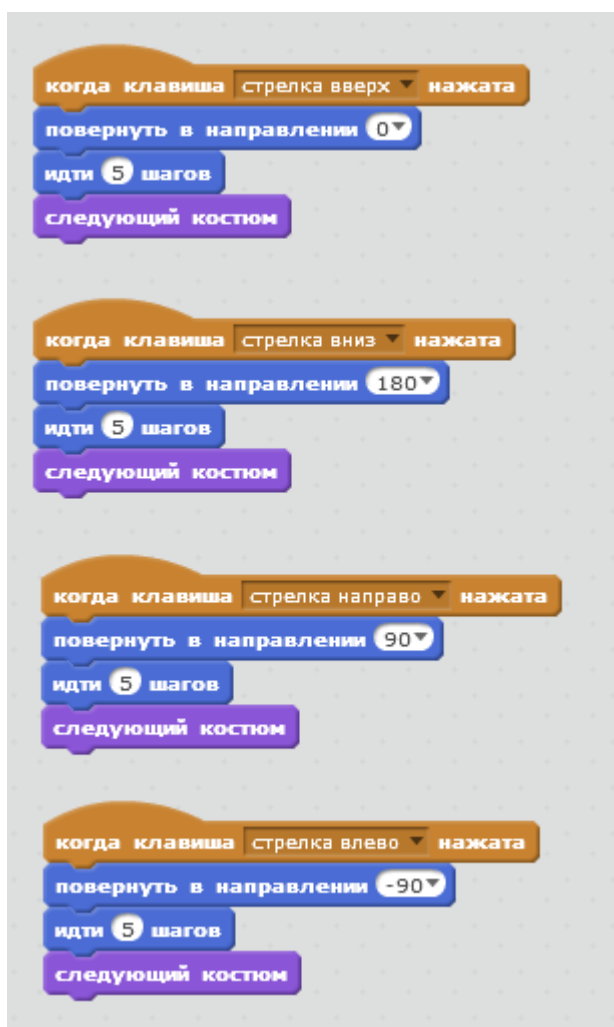 когда клавиша стрелка вверх нажата
повернуть в направлении 0
идти 5 шагов
следующий костюм
когда клавиша стрелка вниз нажата
повернуть в направлении 180
идти 5 шагов
следующий костюм
когда клавиша стрелка направо нажата
повернуть в направлении 90
идти 5 шагов
следующий костюм
когда клавиша стрелка влево нажата
повернуть в направлении -90
идти 5 шагов
следующий костюм